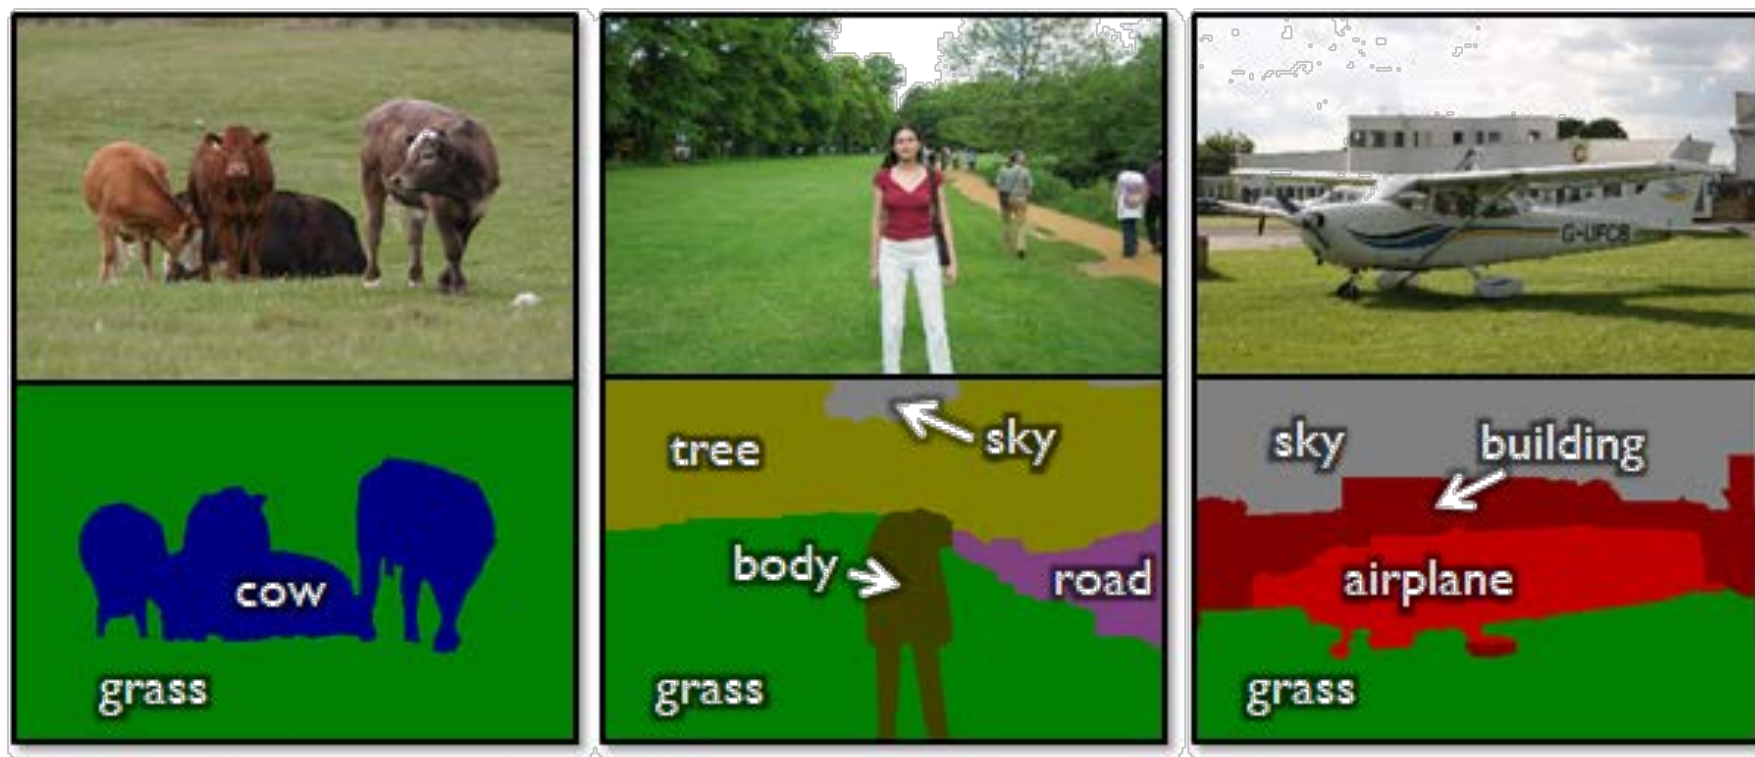 G-UFCB
cow
grass
tree
sky
body
road
grass
sky
building
airplane
grass